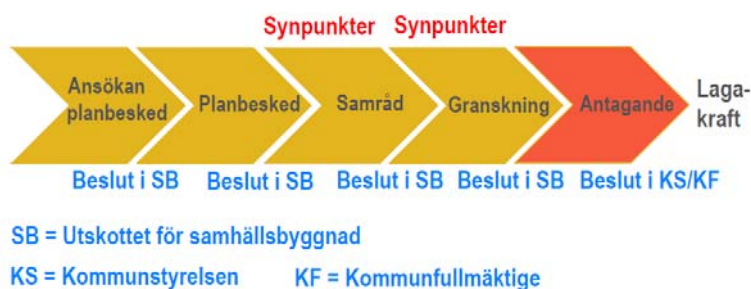 Synpunkter Synpunkter
Ansökan
planbesked
Planbesked
Samråd
Granskning
Antagande
Laga-
kraft
Beslut i SB Beslut i SB Beslut i SB Beslut i SB Beslut i KS/KF
SB = Utskottet för samhällsbyggnad
KS = Kommunstyrelsen KF = Kommunfullmäktige